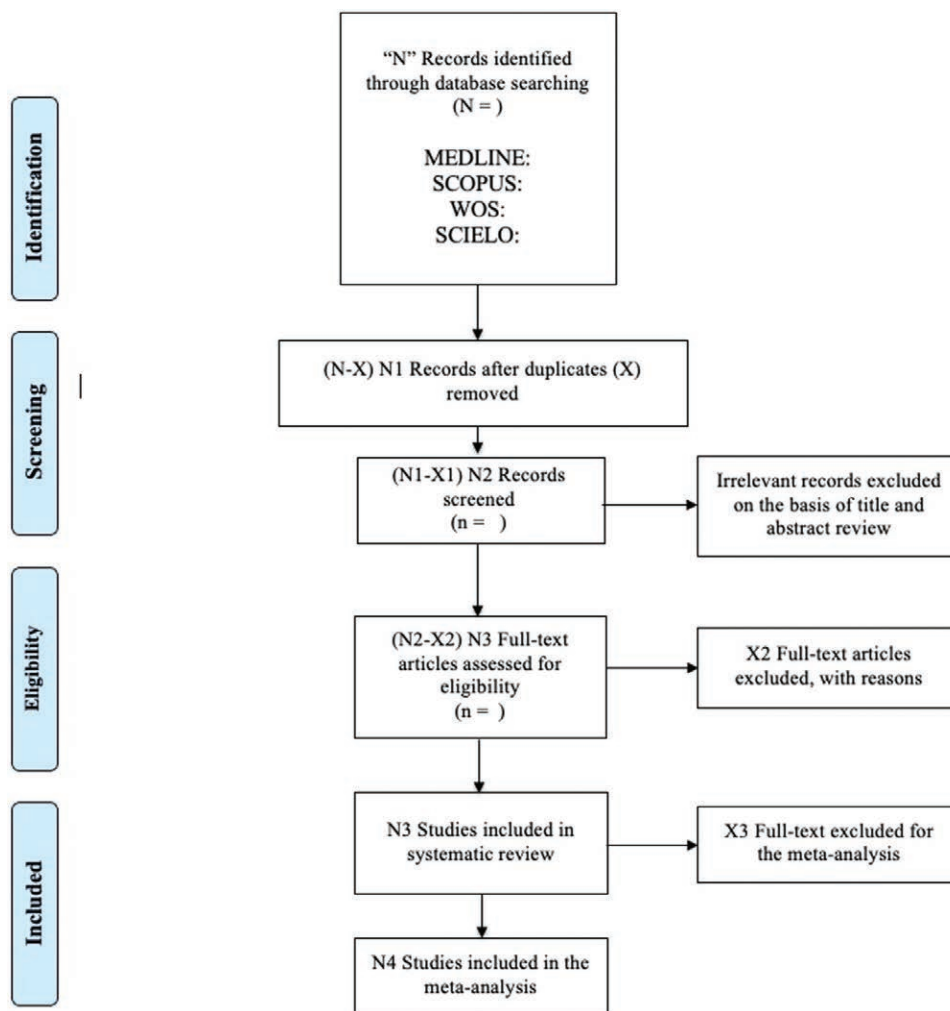 “N” Records identified
through database searching
(N = )
MEDLINE:
SCOPUS:
WOS:
SCIELO:
Identification
(N-X) N1 Records after duplicates (X)
removed
Screening
(N1-X1) N2 Records
screened
(n = )
Irrelevant records excluded
on the basis of title and
abstract review
Eligibility
(N2-X2) N3 Full-text
articles assessed for
eligibility
(n = )
X2 Full-text articles
excluded, with reasons
Included
N3 Studies included in
systematic review
X3 Full-text excluded for
the meta-analysis
N4 Studies included in the
meta-analysis